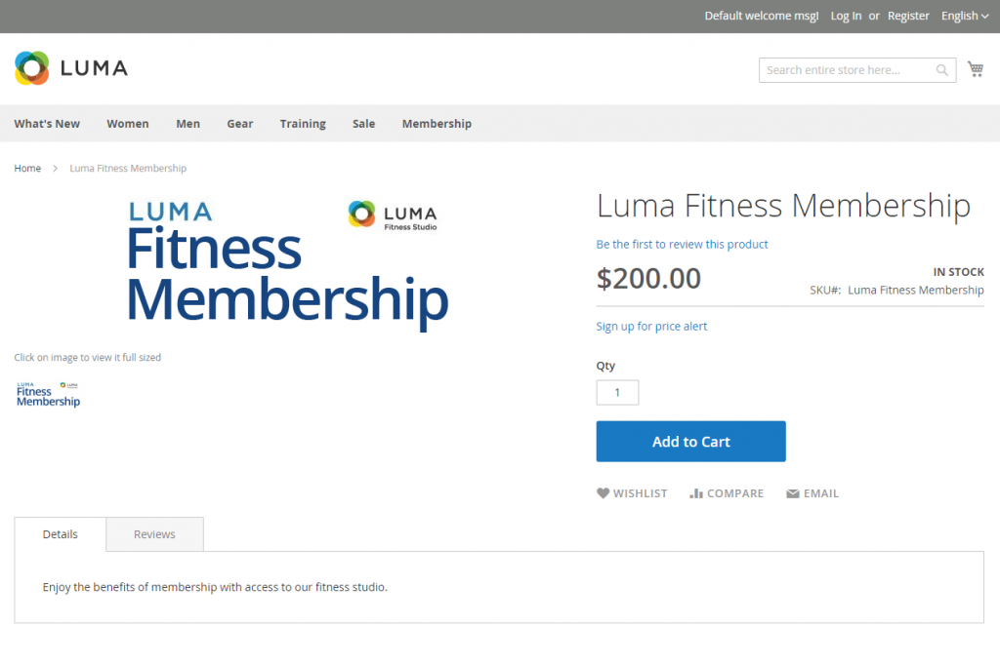 Default welcome msg! Log In or Register English
LUMA
Search entire store here...
What's New Women Men Gear Training Sale Membership
Home Luma Fitness Membership
LUMA
Fitness
Membership
LUMA
Fitness Studio
Luma Fitness Membership
Be the first to review this product
$200.00
IN STOCK
SKU#: Luma Fitness Membership
Sign up for price alert
Qty
1
Add to Cart
WISHLIST COMPARE EMAIL
Click on image to view it full sized
LUMA
Fitness
Membership
LUMA
Details Reviews
Enjoy the benefits of membership with access to our fitness studio.